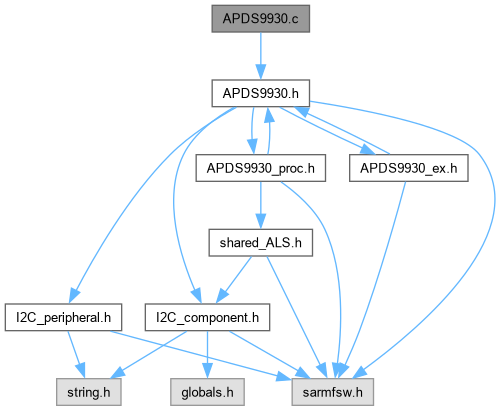 APDS9930.c
APDS9930.h
APDS9930_proc.h
APDS9930_ex.h
shared_ALS.h
I2C_peripheral.h
I2C_component.h
string.h
globals.h
sarmfsw.h